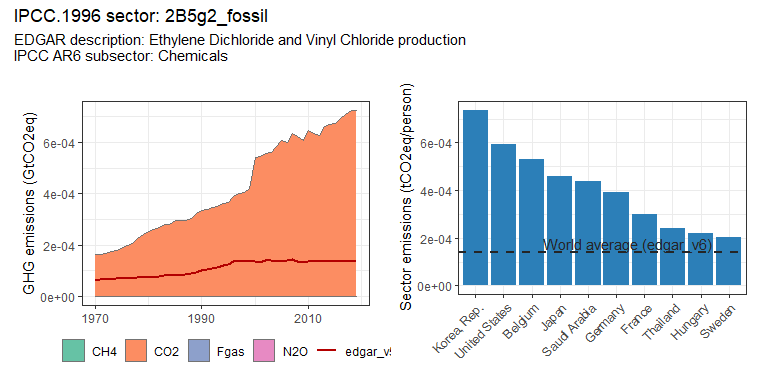 IPCC.1996 sector: 2B5g2_fossil
EDGAR description: Ethylene Dichloride and Vinyl Chloride production
IPCC AR6 subsector: Chemicals
GHG emissions (GtCO2eq)
6e-04
4e-04
2e-04
0e+00
1970
1990
2010
CH4
CO2
Fgas
N2O
edgar_v5
Sector emissions (tCO2eq/person)
6e-04
4e-04
2e-04
0e+00
World average (edgar_v6)
Korea, Rep.
United States
Belgium
Japan
Saudi Arabia
Germany
France
Thailand
Hungary
Sweden